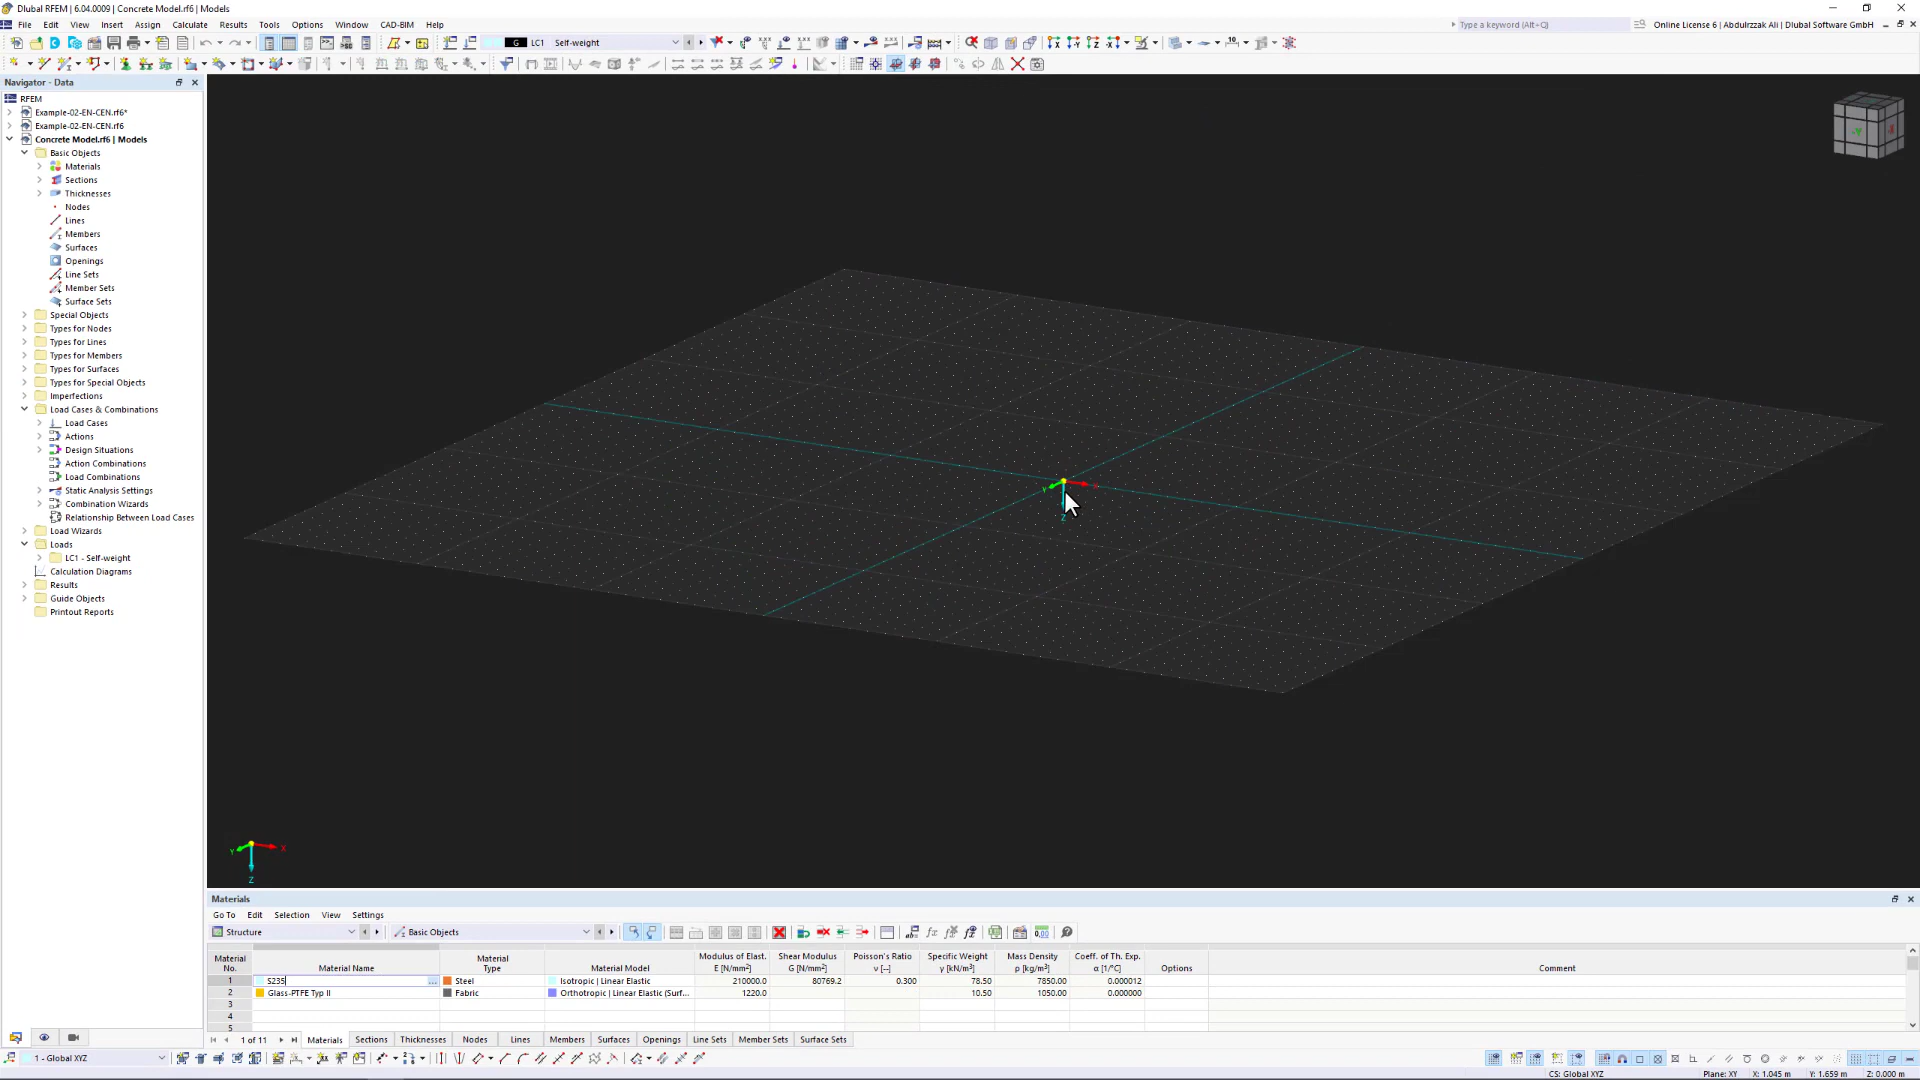 Dlubal RFEM | 6.04.0009 | Concrete Model.rf6 | Models
File Edit View Insert Assign Calculate Results Tools Options Window CAD-BIM Help
Type a keyword (Alt+Q)
Online License 6 | Abdulrzzak Ali | Dlubal Software GmbH
G LC1 Self-weight
Navigator - Data
RFEM
Example-02-EN-CEN.rf6*
Example-02-EN-CEN.rf6
Concrete Model.rf6 | Models
Basic Objects
Materials
Sections
Thicknesses
Nodes
Lines
Members
Surfaces
Openings
Line Sets
Member Sets
Surface Sets
Special Objects
Types for Nodes
Types for Lines
Types for Members
Types for Surfaces
Types for Special Objects
Imperfections
Load Cases & Combinations
Load Cases
Actions
Design Situations
Action Combinations
Load Combinations
Static Analysis Settings
Combination Wizards
Relationship Between Load Cases
Load Wizards
Loads
LC1 - Self-weight
Calculation Diagrams
Results
Guide Objects
Printout Reports
-Y
Y X
Z
Y X
Z
Materials
Go To Edit Selection View Settings
Structure
Basic Objects
Material No. Material Name Material Type Material Model Modulus of Elast. E [N/mm²] Shear Modulus G [N/mm²] Poisson's Ratio ν [--] Specific Weight γ [kN/m³] Mass Density ρ [kg/m³] Coeff. of Th. Exp. α [1/°C] Options Comment
1 S235 ... Steel Isotropic | Linear Elastic 210000.0 80769.2 0.300 78.50 7850.00 0.000012
2 Glass-PTFE Typ II Fabric Orthotropic | Linear Elastic (Surf... 1220.0 10.50 1050.00 0.000000
3
4
5
1 of 11 Materials Sections Thicknesses Nodes Lines Members Surfaces Openings Line Sets Member Sets Surface Sets
1 - Global XYZ
CS: Global XYZ Plane: XY X: 1.045 m Y: 1.659 m Z: 0.000 m